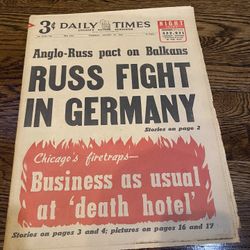 3¢ DAILY TIMES
Anglo-Russ pact on Balkans
RUSS FIGHT
IN GERMANY
Stories on page 2
Chicago's firetraps—
Business as usual
at 'death hotel'
Stories on pages 3 and 4; pictures on pages 16 and 17